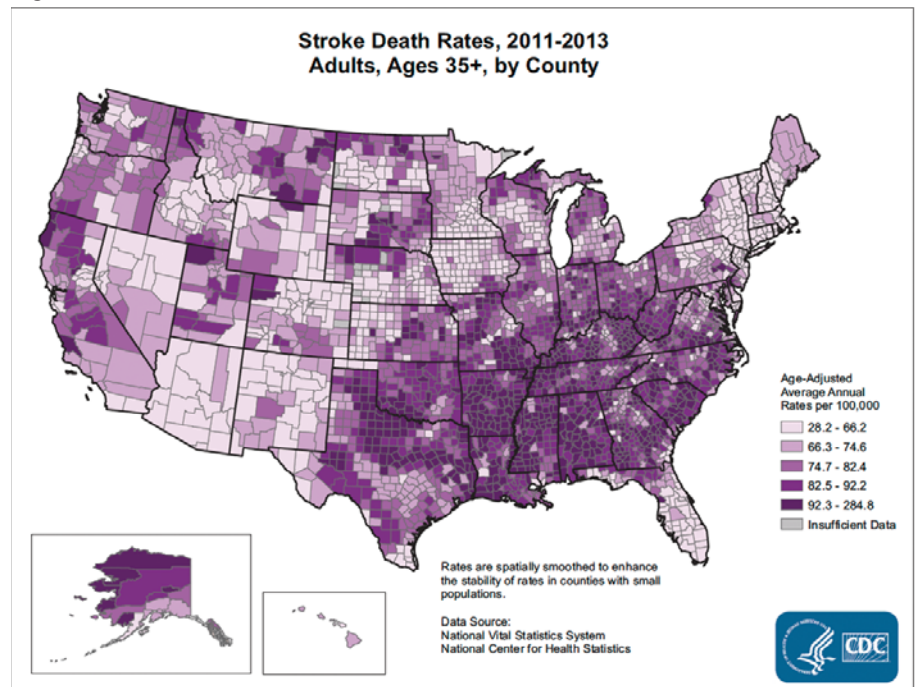 Stroke Death Rates, 2011-2013
Adults, Ages 35+, by County
Age-Adjusted
Average Annual
Rates per 100,000
28.2 - 66.2
66.3 - 74.6
74.7 - 82.4
82.5 - 92.2
92.3 - 284.8
Insufficient Data
Rates are spatially smoothed to enhance
the stability of rates in counties with small
populations.
Data Source:
National Vital Statistics System
National Center for Health Statistics
CDC